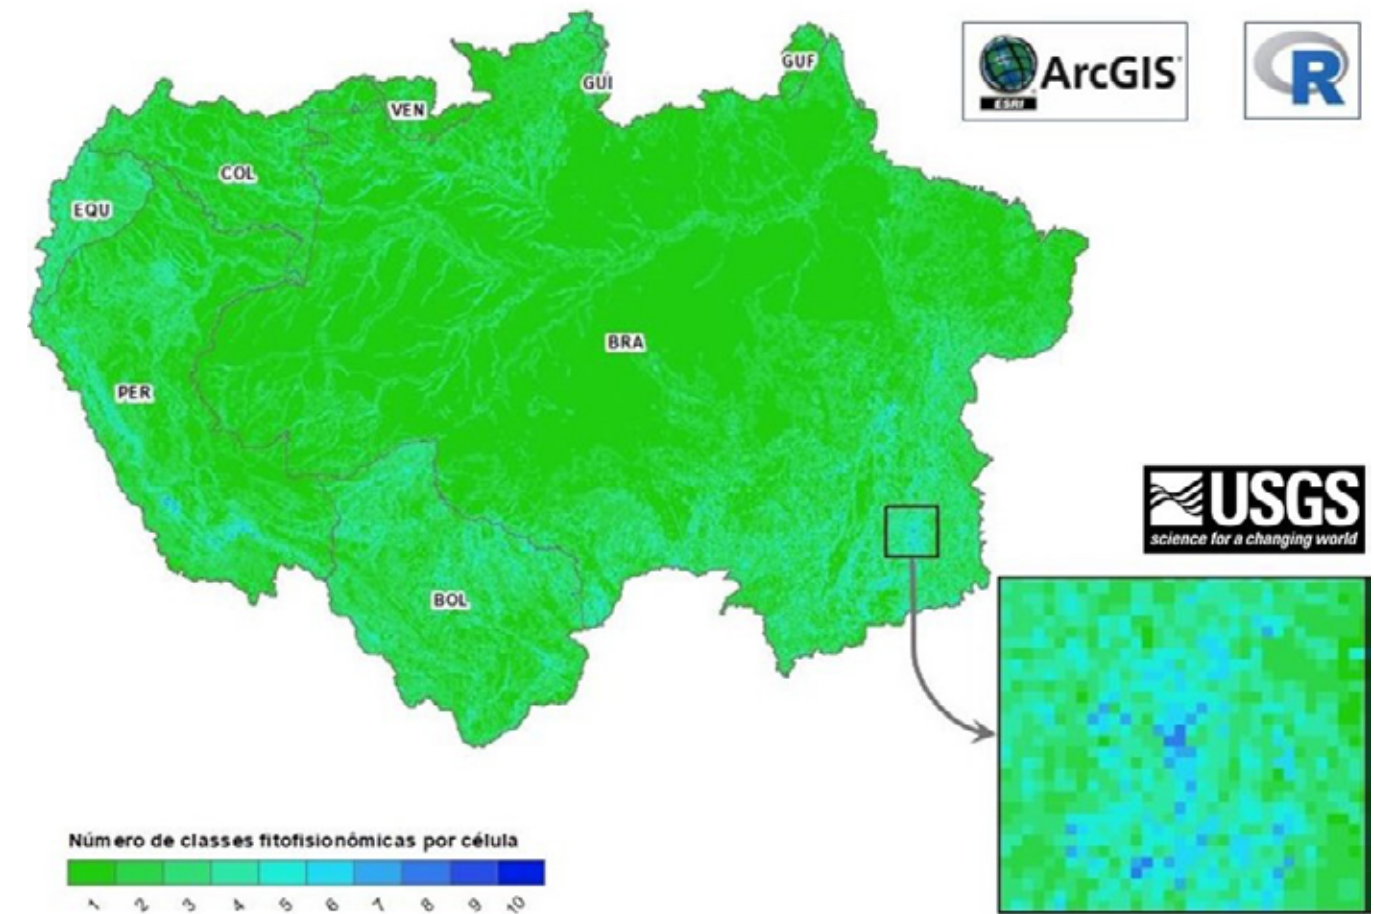 GUF
GUI
ArcGIS
ESRI
R
VEN
COL
EQU
BRA
PER
USGS
science for a changing world
BOL
Número de classes fitofisionômicas por célula
1 2 3 4 5 6 7 8 9 10